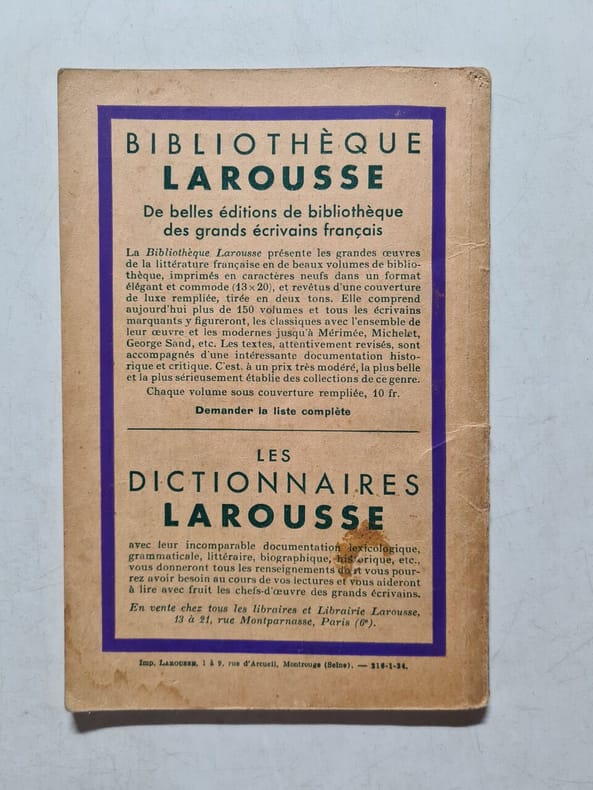 BIBLIOTHÈQUE
LAROUSSE
De belles éditions de bibliothèque
des grands écrivains français
La Bibliothèque Larousse présente les grandes œuvres
de la littérature française en de beaux volumes de biblio-
thèque, imprimés en caractères neufs dans un format
élégant et commode (13×20), et revêtus d'une couverture
de luxe rempliée, tirée en deux tons. Elle comprend
aujourd'hui plus de 150 volumes et tous les écrivains
marquants y figureront, les classiques avec l'ensemble de
leur œuvre et les modernes jusqu'à Mérimée, Michelet,
George Sand, etc. Les textes, attentivement revisés, sont
accompagnés d'une intéressante documentation histo-
rique et critique. C'est, à un prix très modéré, la plus belle
et la plus sérieusement établie des collections de ce genre.
Chaque volume sous couverture rempliée, 10 fr.
Demander la liste complète
LES
DICTIONNAIRES
LAROUSSE
avec leur incomparable documentation lexicologique,
grammaticale, littéraire, biographique, historique, etc.,
vous donneront tous les renseignements dont vous pour-
rez avoir besoin au cours de vos lectures et vous aideront
à lire avec fruit les chefs-d'œuvre des grands écrivains.
En vente chez tous les libraires et Librairie Larousse,
13 à 21, rue Montparnasse, Paris (6e).
Imp. LAROUSSE, 1 à 9, rue d'Arcueil, Montrouge (Seine). — 316-1-34.